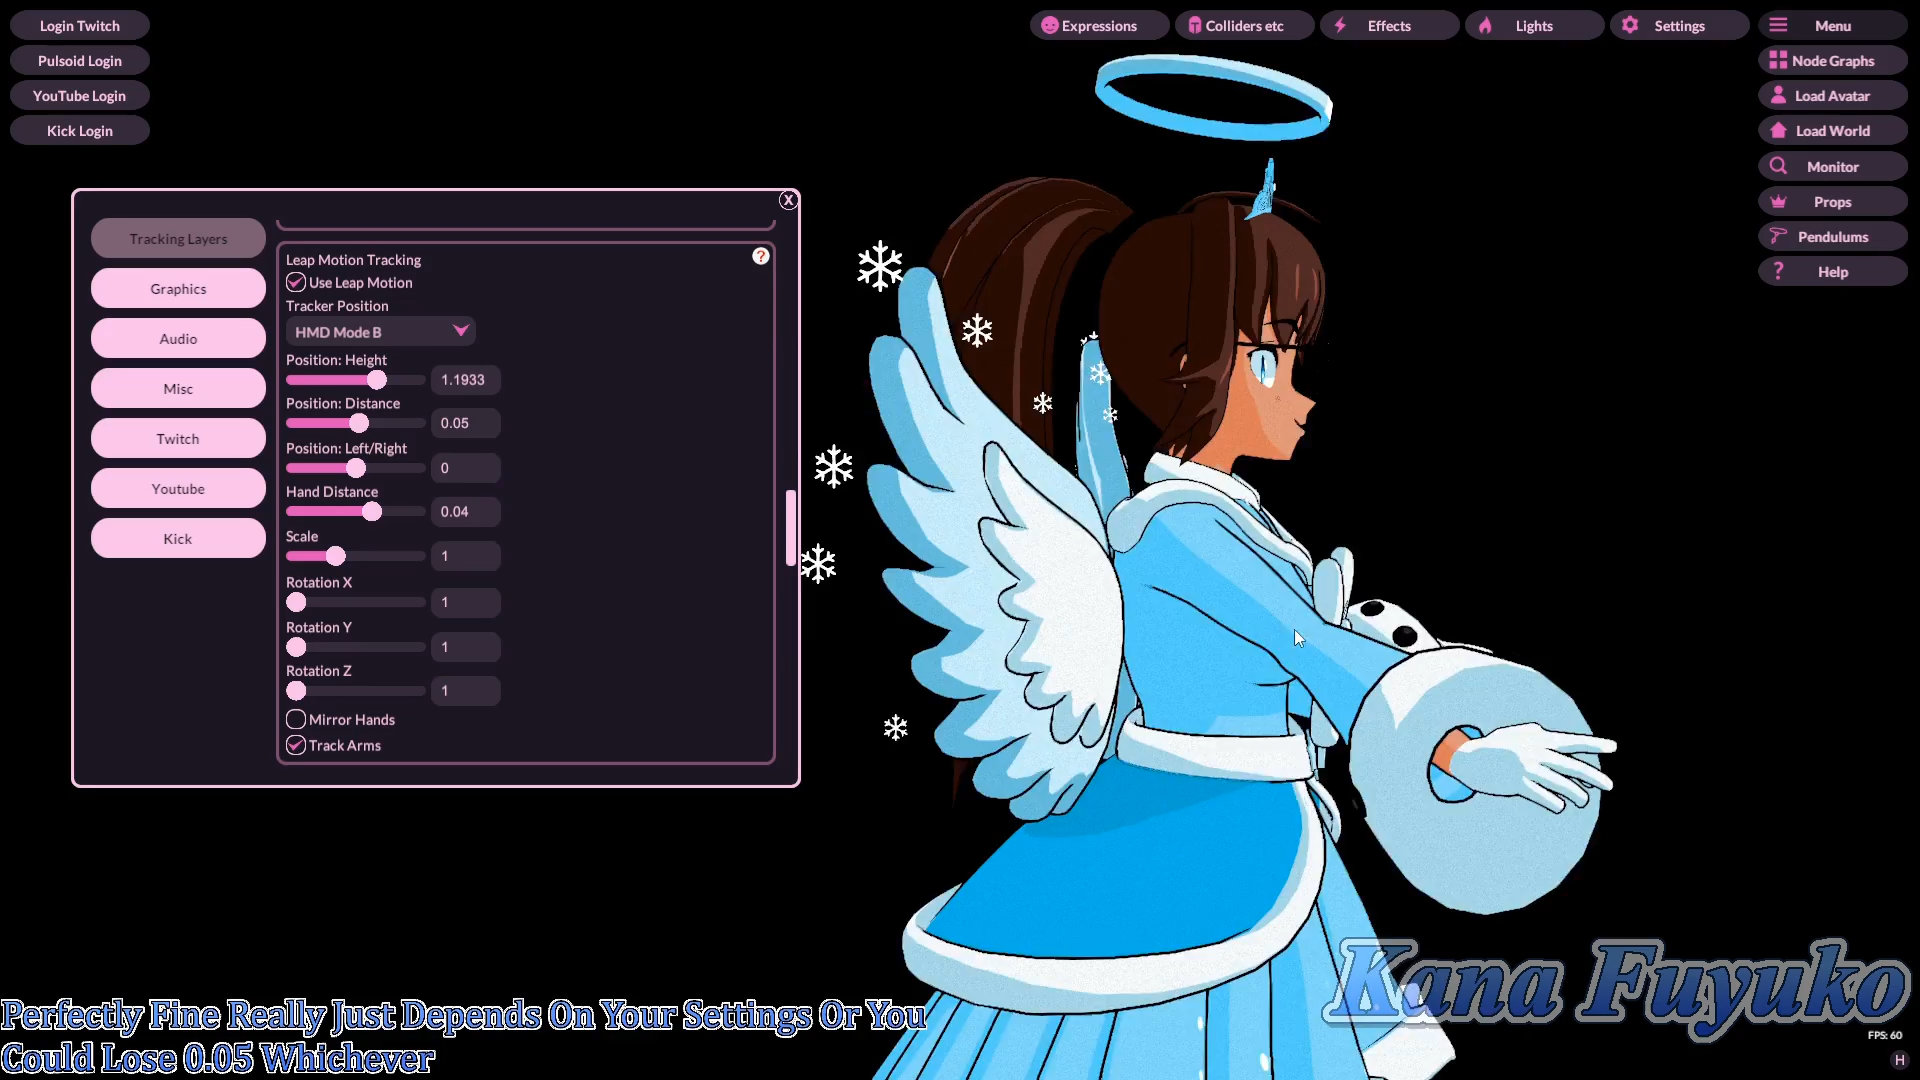 Login Twitch
Pulsoid Login
YouTube Login
Kick Login
Expressions
Colliders etc
Effects
Lights
Settings
Menu
Node Graphs
Load Avatar
Load World
Monitor
Props
Pendulums
? Help
X
Tracking Layers
Graphics
Audio
Misc
Twitch
Youtube
Kick
Leap Motion Tracking
?
Use Leap Motion
Tracker Position
HMD Mode B
Position: Height
1.1933
Position: Distance
0.05
Position: Left/Right
0
Hand Distance
0.04
Scale
1
Rotation X
1
Rotation Y
1
Rotation Z
1
Mirror Hands
Track Arms
Kana Fuyuko
Perfectly Fine Really Just Depends On Your Settings Or You
Could Lose 0.05 Whichever
FPS: 60
H